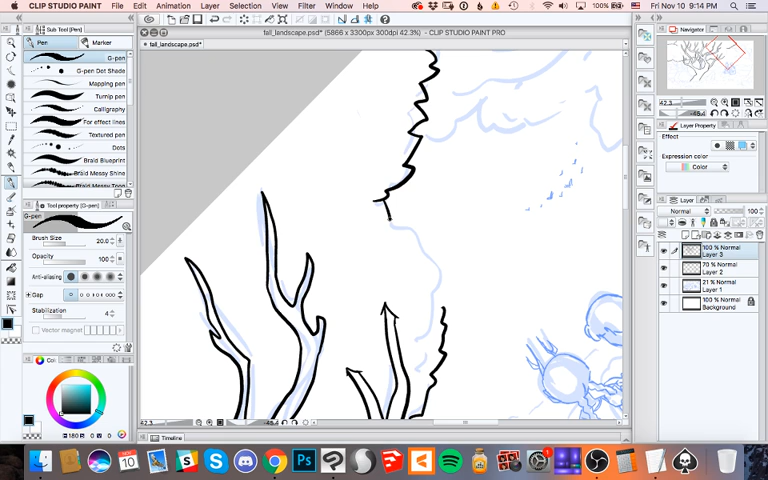 CLIP STUDIO PAINT File Edit Animation Layer Selection View Filter Window Help 100% Fri Nov 10 9:14 PM
fall_landscape.psd* (5866 x 3300px 300dpi 42.3%) - CLIP STUDIO PAINT PRO
Sub Tool [Pen]
Pen Marker
fall_landscape.psd*
G-pen
G-pen Dot Shade
Mapping pen
Turnip pen
Calligraphy
For effect lines
Textured pen
Dots
Braid Blueprint
Braid Messy Shine
Tool property [G-pen]
G-pen
Brush Size 20.0
Opacity 100
Anti-aliasing
Gap
Stabilization 4
Vector magnet
180
42.3
Timeline
Navigator
42.3
Layer Property
Effect
Expression color
Color
Layer
Normal 100
100 % Normal
Layer 3
70 % Normal
Layer 2
21 % Normal
Layer 1
100 % Normal
Background